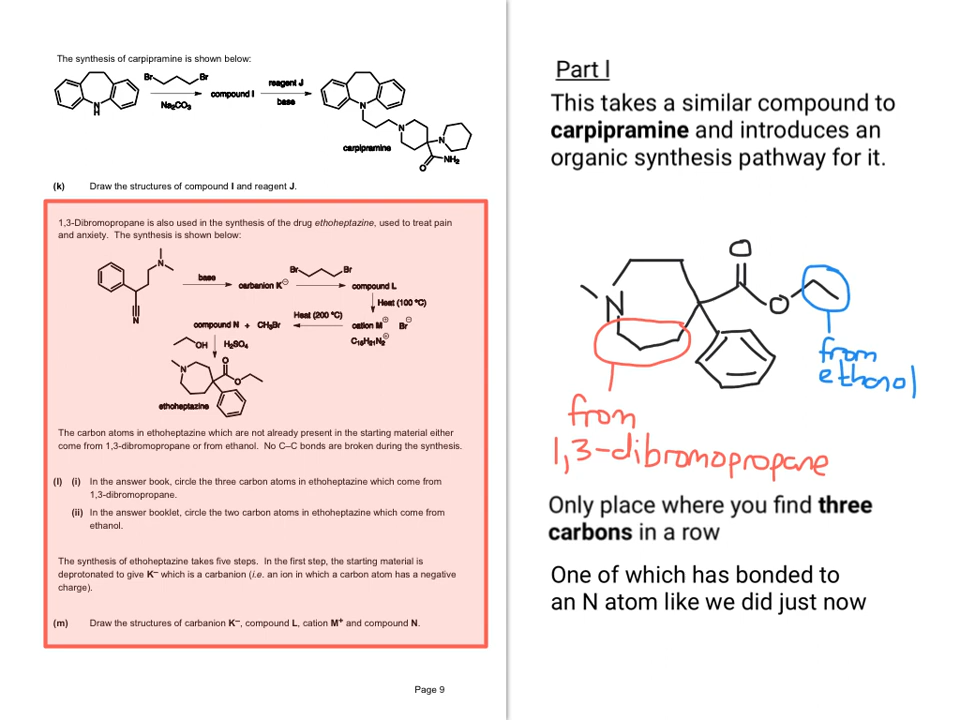 The synthesis of carpipramine is shown below:
Br Br
reagent J
compound I
Na₂CO₃
base
N
H
N
N
N
carpipramine
NH₂
O
(k) Draw the structures of compound I and reagent J.
1,3-Dibromopropane is also used in the synthesis of the drug ethoheptazine, used to treat pain
and anxiety. The synthesis is shown below:
N
base
carbanion K⊖
Br Br
compound L
N
Heat (100 °C)
Heat (200 °C)
compound N + CH₃Br
cation M⊕ Br⊖
C₁₅H₂₁N₂⊕
OH H₂SO₄
N
O
O
ethoheptazine
The carbon atoms in ethoheptazine which are not already present in the starting material either
come from 1,3-dibromopropane or from ethanol. No C–C bonds are broken during the synthesis.
(l) (i) In the answer book, circle the three carbon atoms in ethoheptazine which come from
1,3-dibromopropane.
(ii) In the answer booklet, circle the two carbon atoms in ethoheptazine which come from
ethanol.
The synthesis of ethoheptazine takes five steps. In the first step, the starting material is
deprotonated to give K⁻ which is a carbanion (i.e. an ion in which a carbon atom has a negative
charge).
(m) Draw the structures of carbanion K⁻, compound L, cation M⁺ and compound N.
Page 9
Part l
This takes a similar compound to
carpipramine and introduces an
organic synthesis pathway for it.
O
N
O
from
ethanol
from
1,3-dibromopropane
Only place where you find three
carbons in a row
One of which has bonded to
an N atom like we did just now